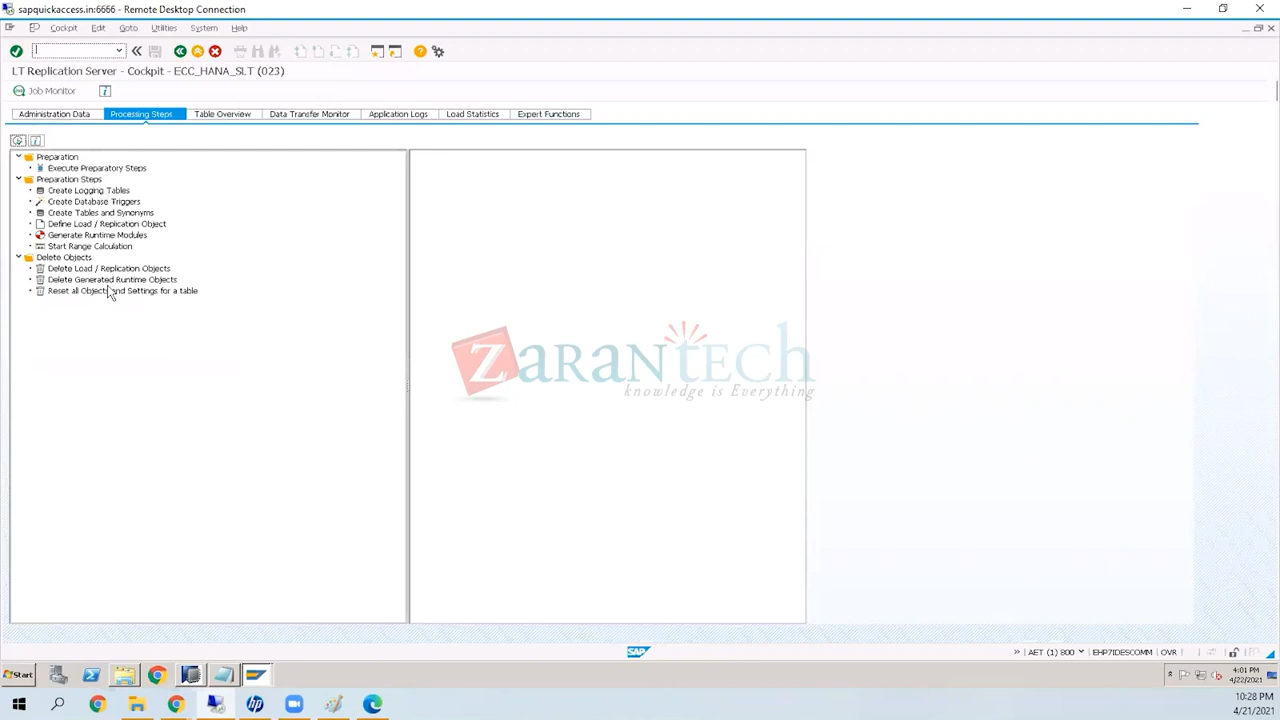 sapquickaccess.in:6666 - Remote Desktop Connection
Cockpit Edit Goto Utilities System Help
LT Replication Server - Cockpit - ECC_HANA_SLT (023)
Job Monitor
Administration Data Processing Steps Table Overview Data Transfer Monitor Application Logs Load Statistics Expert Functions
Preparation
Execute Preparatory Steps
Preparation Steps
Create Logging Tables
Create Database Triggers
Create Tables and Synonyms
Define Load / Replication Object
Generate Runtime Modules
Start Range Calculation
Delete Objects
Delete Load / Replication Objects
Delete Generated Runtime Objects
Reset all Objects and Settings for a table
ZARANTECH
knowledge is Everything
SAP
AET (1) 800
EHP7IDESCOMM
OVR
Start
4:01 PM
4/22/2021
10:28 PM
4/21/2021